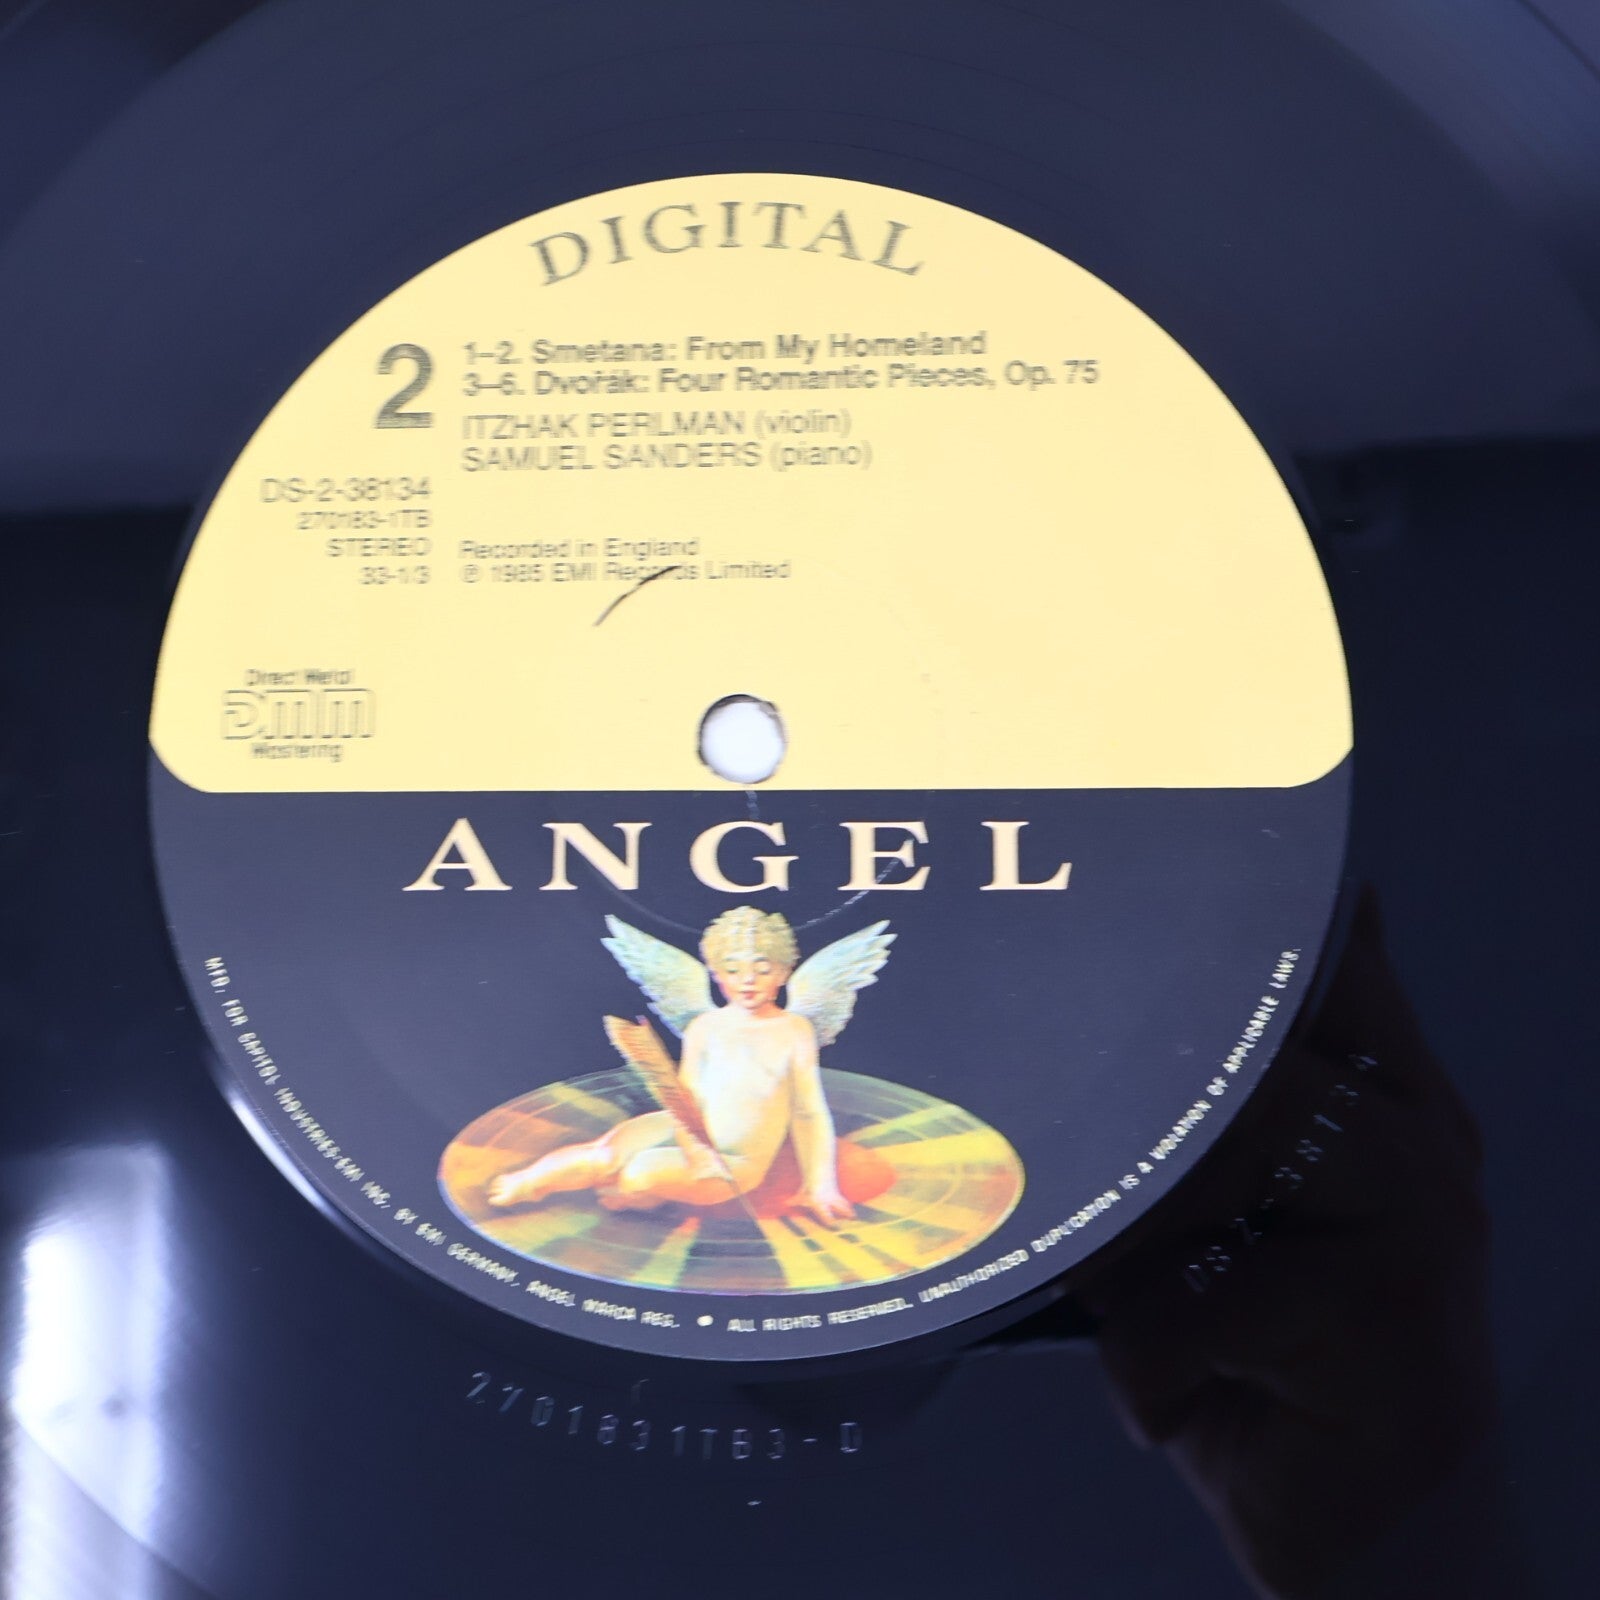 DIGITAL
2
1–2. Smetana: From My Homeland
3–6. Dvořák: Four Romantic Pieces, Op. 75
ITZHAK PERLMAN (violin)
SAMUEL SANDERS (piano)
DS-2-38134
270183-1TB
STEREO
33-1/3
Recorded in England
℗ 1985 EMI Records Limited
Direct Metal
DMM
Mastering
ANGEL
MFD. FOR CAPITOL INDUSTRIES-EMI INC. BY EMI GERMANY. ANGEL MARCA REG. • ALL RIGHTS RESERVED. UNAUTHORIZED DUPLICATION IS A VIOLATION OF APPLICABLE LAWS.
2701831TB3-D
DS2-38134